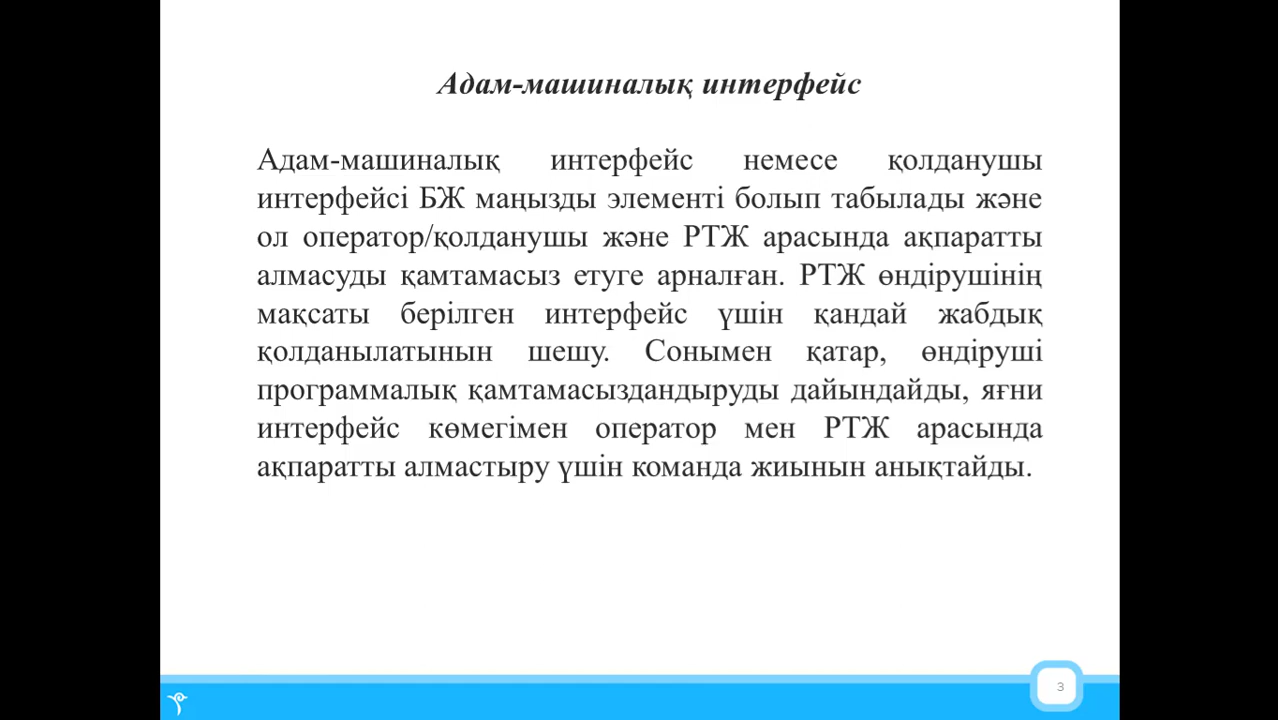 Адам-машиналық интерфейс
Адам-машиналық интерфейс немесе қолданушы
интерфейсі БЖ маңызды элементі болып табылады және
ол оператор/қолданушы және РТЖ арасында ақпаратты
алмасуды қамтамасыз етуге арналған. РТЖ өндірушінің
мақсаты берілген интерфейс үшін қандай жабдық
қолданылатынын шешу. Сонымен қатар, өндіруші
программалық қамтамасыздандыруды дайындайды, яғни
интерфейс көмегімен оператор мен РТЖ арасында
ақпаратты алмастыру үшін команда жиынын анықтайды.
3